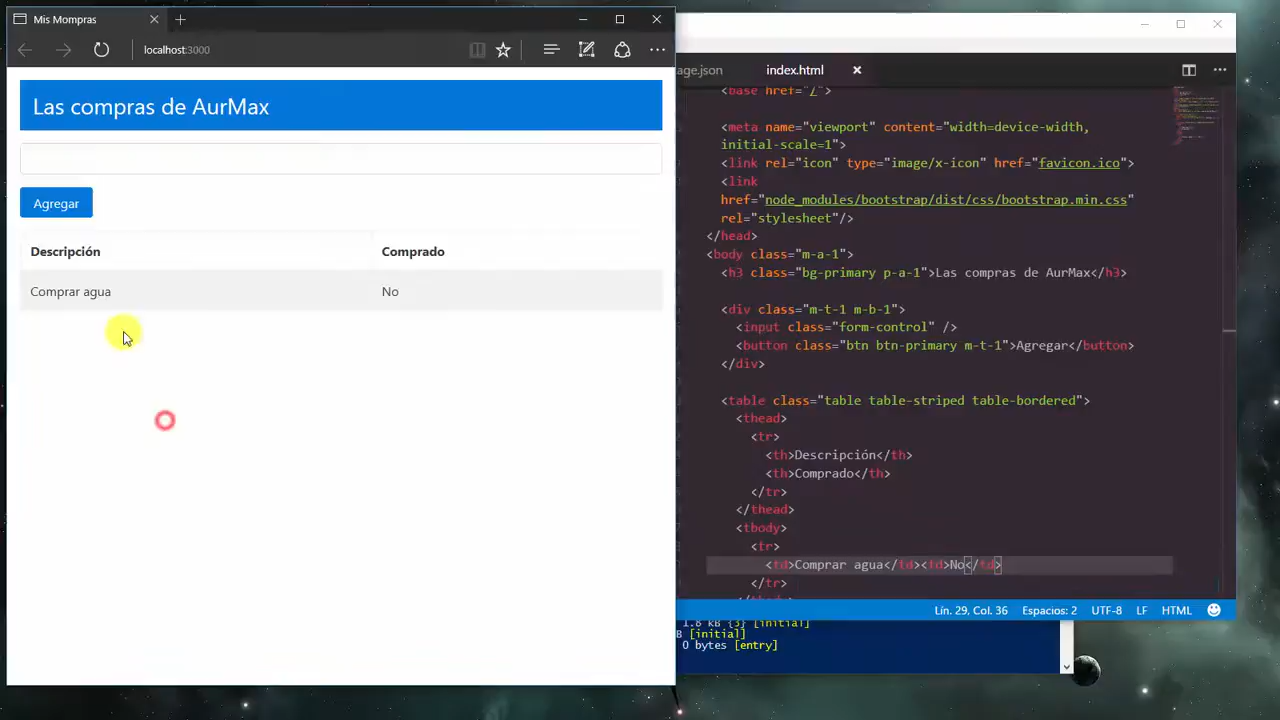 Mis Mompras
localhost:3000
Las compras de AurMax
Agregar
Descripción Comprado
Comprar agua No
age.json index.html
<base href="/">
<meta name="viewport" content="width=device-width,
initial-scale=1">
<link rel="icon" type="image/x-icon" href="favicon.ico">
<link
href="node_modules/bootstrap/dist/css/bootstrap.min.css"
rel="stylesheet"/>
</head>
<body class="m-a-1">
<h3 class="bg-primary p-a-1">Las compras de AurMax</h3>
<div class="m-t-1 m-b-1">
<input class="form-control" />
<button class="btn btn-primary m-t-1">Agregar</button>
</div>
<table class="table table-striped table-bordered">
<thead>
<tr>
<th>Descripción</th>
<th>Comprado</th>
</tr>
</thead>
<tbody>
<tr>
<td>Comprar agua</td><td>No</td>
</tr>
Lín. 29, Col. 36 Espacios: 2 UTF-8 LF HTML
1.8 kB {3} [initial]
B [initial]
0 bytes [entry]